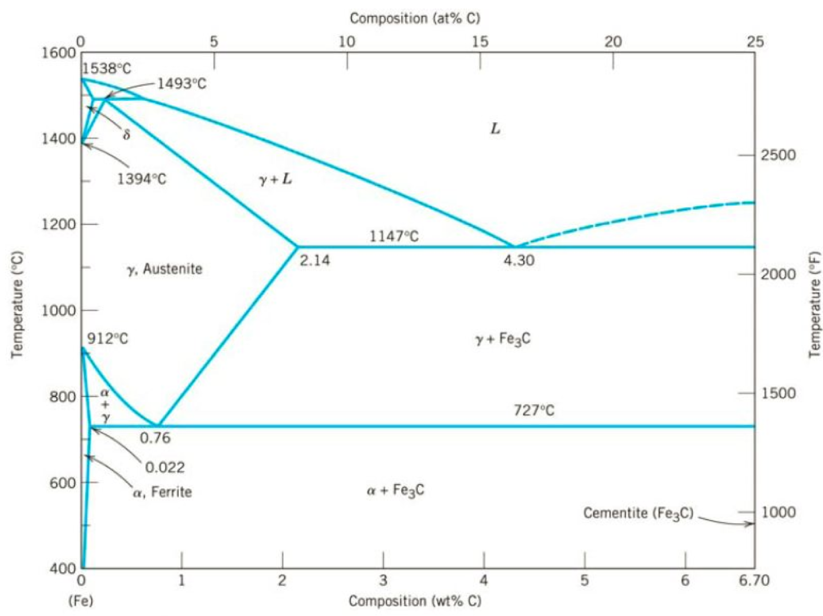 Composition (at% C)
0 5 10 15 20 25
1600
1538°C
1493°C
δ
L
1400
1394°C
2500
γ + L
1200
1147°C
2.14
4.30
γ, Austenite
2000
Temperature (°C)
Temperature (°F)
1000
912°C
γ + Fe₃C
800
α
+
γ
727°C
1500
0.76
0.022
600
α, Ferrite
α + Fe₃C
Cementite (Fe₃C)
1000
400
0 1 2 3 4 5 6 6.70
(Fe)
Composition (wt% C)